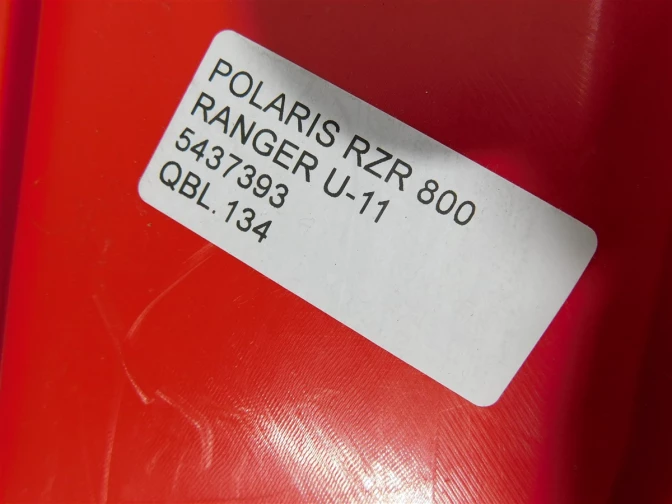 POLARIS RZR 800
RANGER U-11
5437393
QBL.134